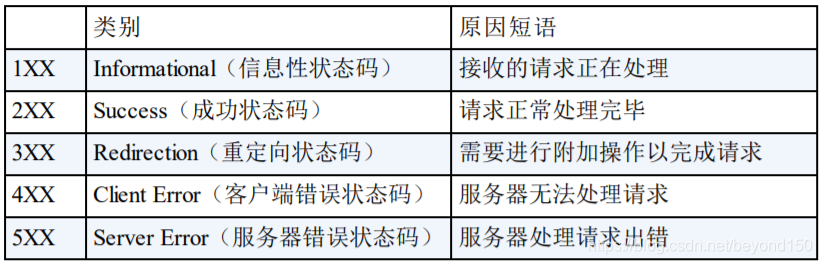 类别 原因短语
1XX Informational（信息性状态码） 接收的请求正在处理
2XX Success（成功状态码） 请求正常处理完毕
3XX Redirection（重定向状态码） 需要进行附加操作以完成请求
4XX Client Error（客户端错误状态码） 服务器无法处理请求
5XX Server Error（服务器错误状态码） 服务器处理请求出错
https://blog.csdn.net/beyond150